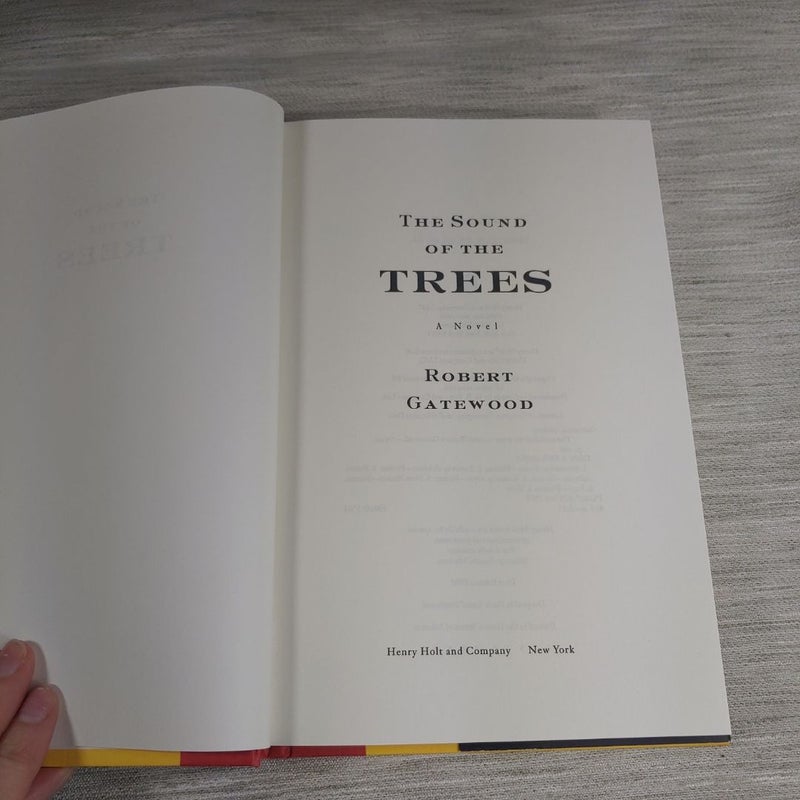 THE SOUND
OF THE
TREES
A Novel
ROBERT
GATEWOOD
Henry Holt and Company New York